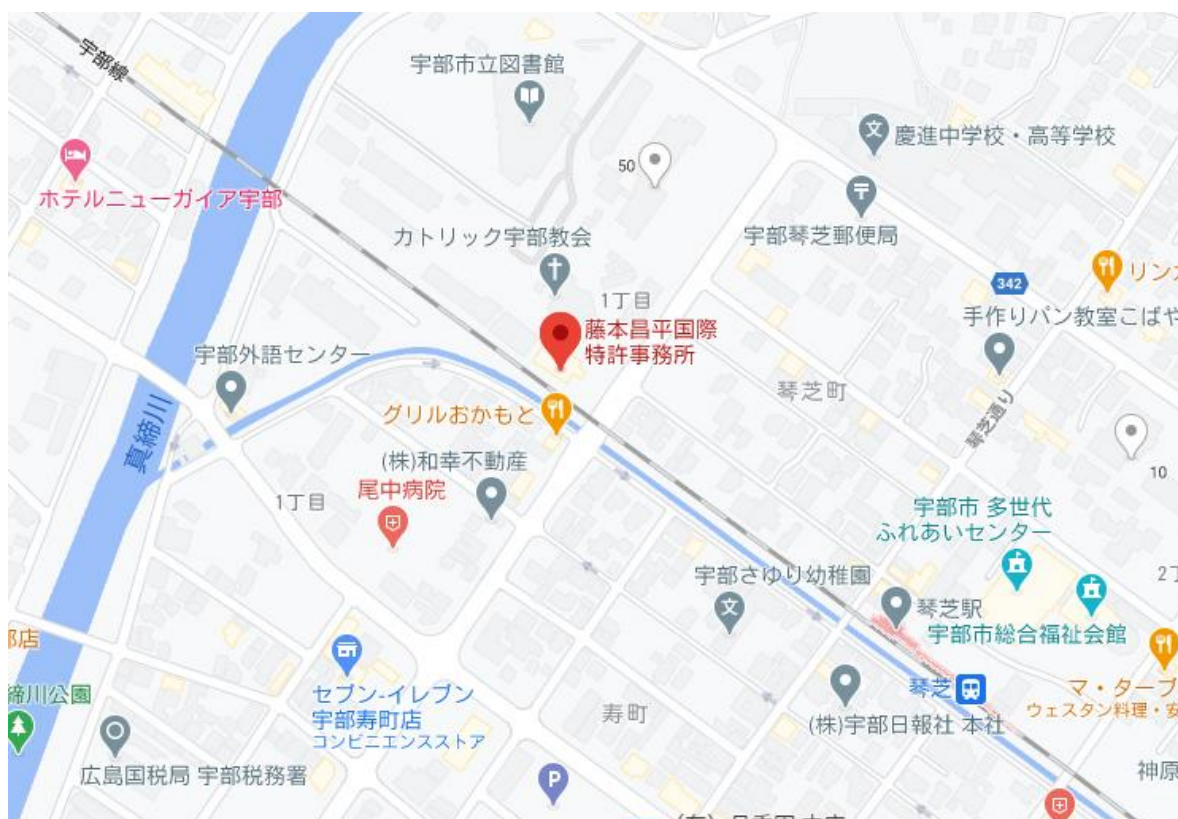 宇部線
宇部市立図書館
慶進中学校・高等学校
50
ホテルニューガイア宇部
カトリック宇部教会
宇部琴芝郵便局
リンガ
342
1丁目
手作りパン教室こばや
藤本昌平国際
特許事務所
宇部外語センター
琴芝町
グリルおかもと
琴芝通り
真締川
(株)和幸不動産
10
尾中病院
1丁目
宇部市 多世代
ふれあいセンター
宇部さゆり幼稚園
琴芝駅
宇部市総合福祉会館
締川公園
セブン-イレブン
宇部寿町店
コンビニエンスストア
寿町
琴芝
マ・ターブ
ウェスタン料理・安
(株)宇部日報社 本社
広島国税局 宇部税務署
P
神原